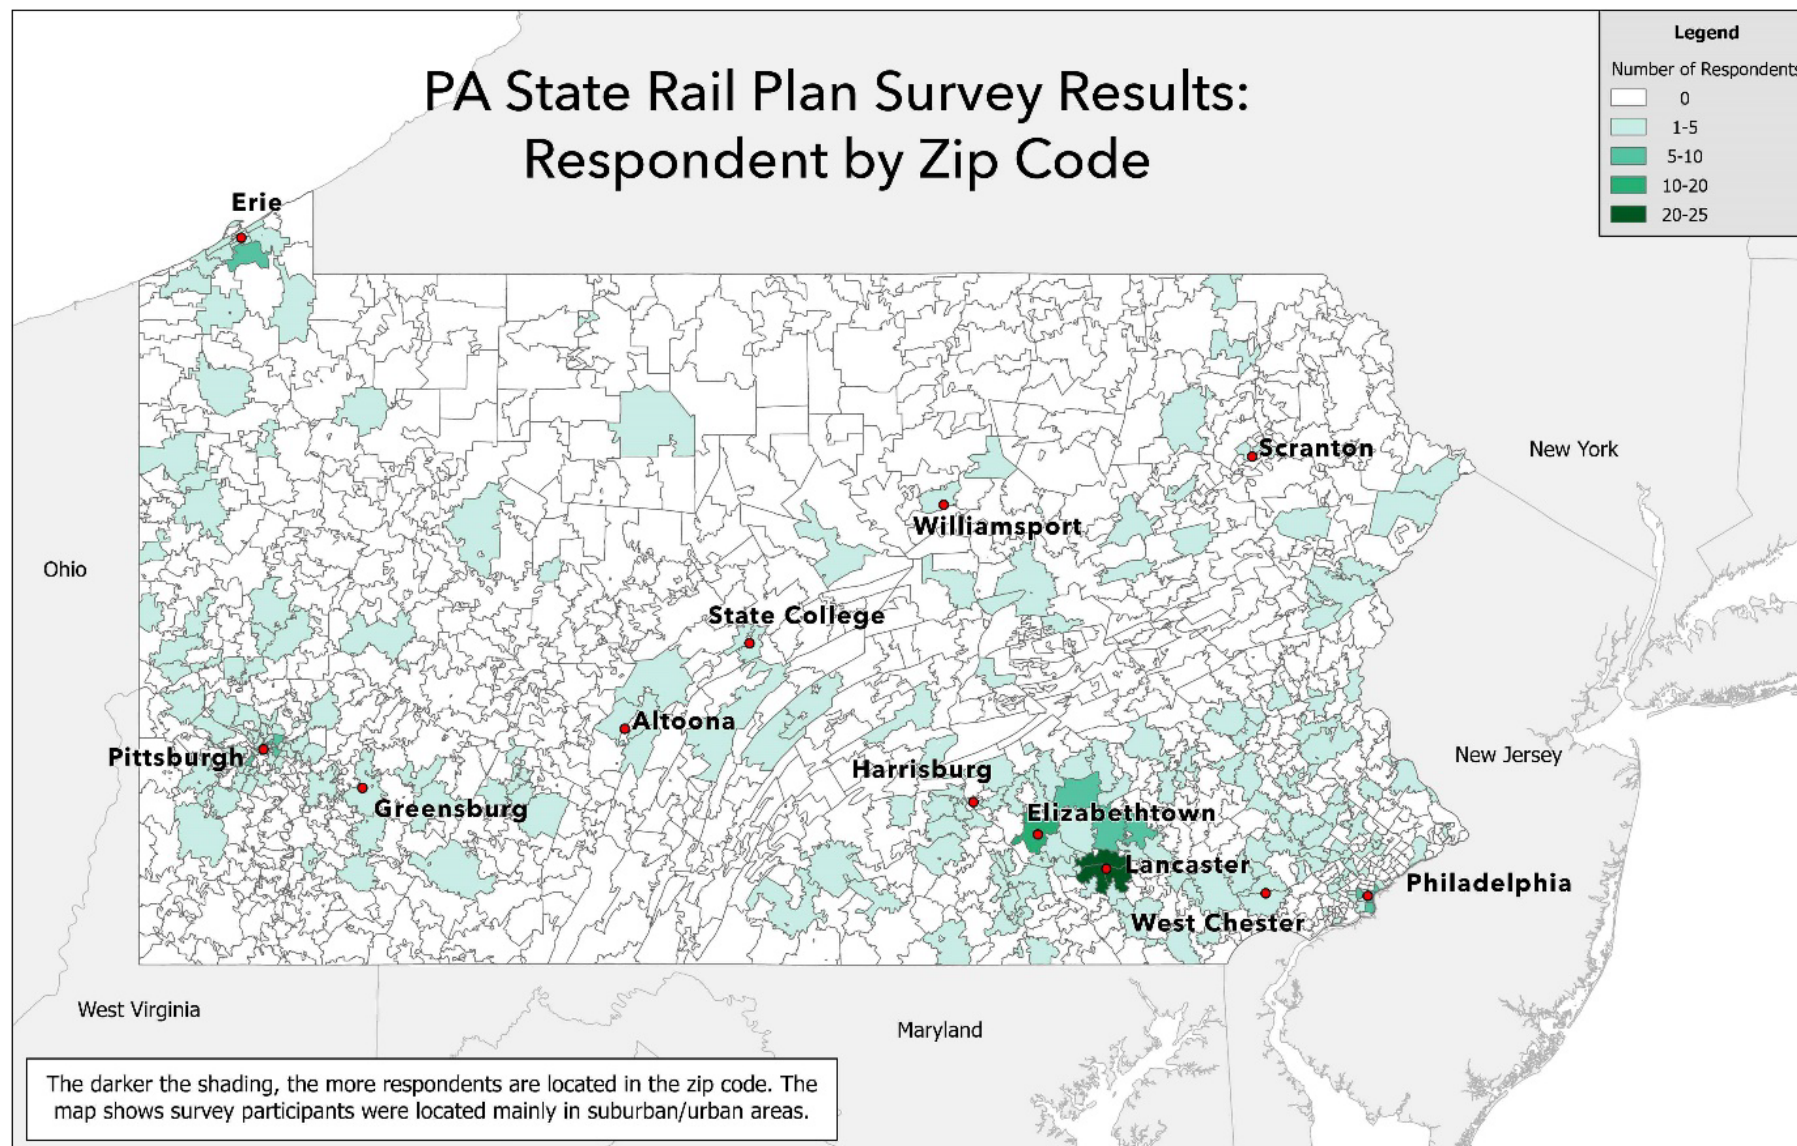 PA State Rail Plan Survey Results:
Respondent by Zip Code
Legend
Number of Respondents
0
1-5
5-10
10-20
20-25
Erie
Scranton
New York
Williamsport
Ohio
State College
Altoona
Pittsburgh
New Jersey
Harrisburg
Greensburg
Elizabethtown
Lancaster
Philadelphia
West Chester
West Virginia
Maryland
The darker the shading, the more respondents are located in the zip code. The
map shows survey participants were located mainly in suburban/urban areas.